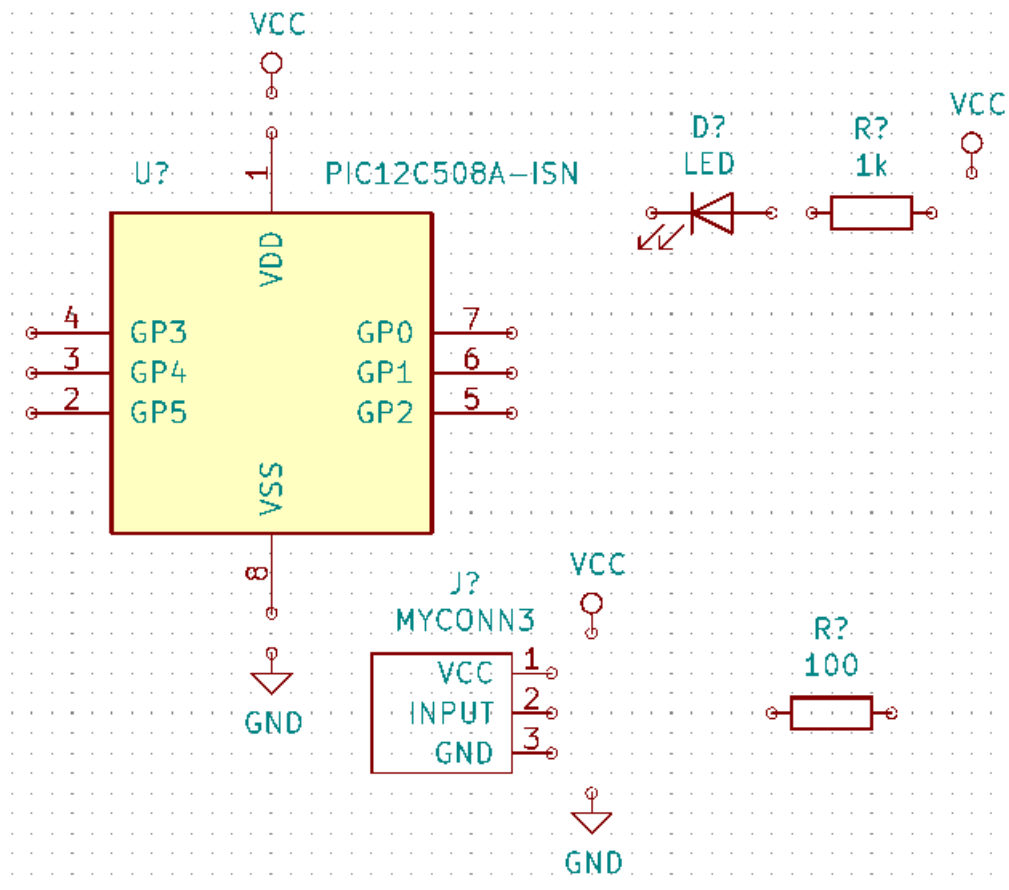 VCC
VCC
D?
R?
LED
1k
U?
1
PIC12C508A-ISN
VDD
4
GP3
GP0
7
3
GP4
GP1
6
2
GP5
GP2
5
VSS
8
VCC
J?
MYCONN3
R?
100
VCC
1
INPUT
2
GND
3
GND
GND